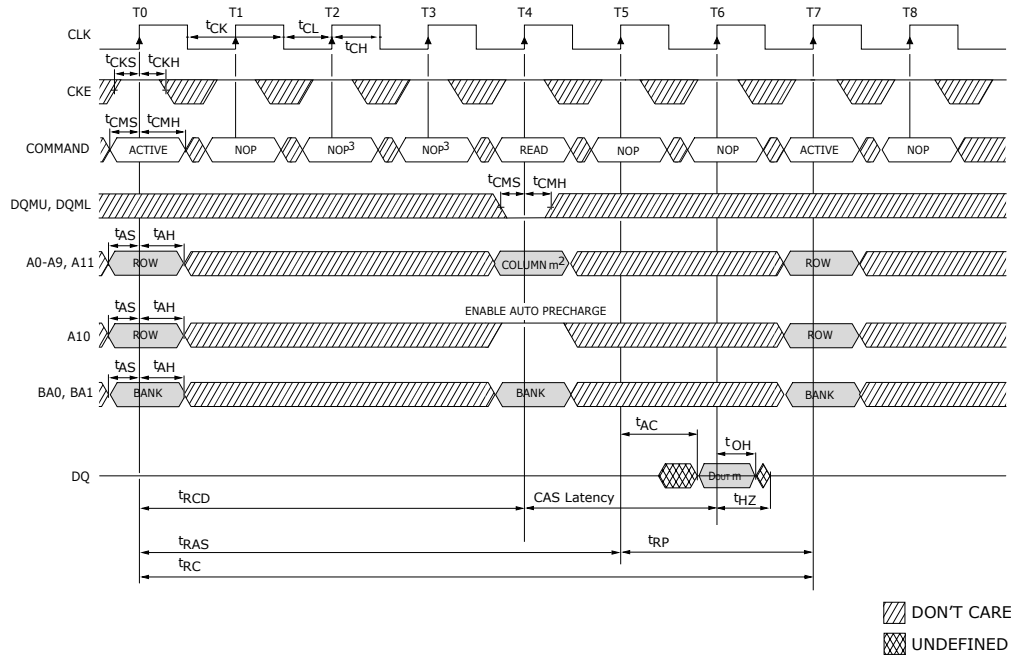 T0 T1 T2 T3 T4 T5 T6 T7 T8
CLK
tCK tCL tCH
tCKS tCKH
CKE
tCMS tCMH
COMMAND ACTIVE NOP NOP3 NOP3 READ NOP NOP ACTIVE NOP
tCMS tCMH
DQMU, DQML
tAS tAH
A0-A9, A11 ROW COLUMN m2 ROW
ENABLE AUTO PRECHARGE
tAS tAH
A10 ROW ROW
tAS tAH
BA0, BA1 BANK BANK BANK
tAC
tOH
DQ DOUT m
tRCD CAS Latency tHZ
tRAS tRP
tRC
DON'T CARE
UNDEFINED